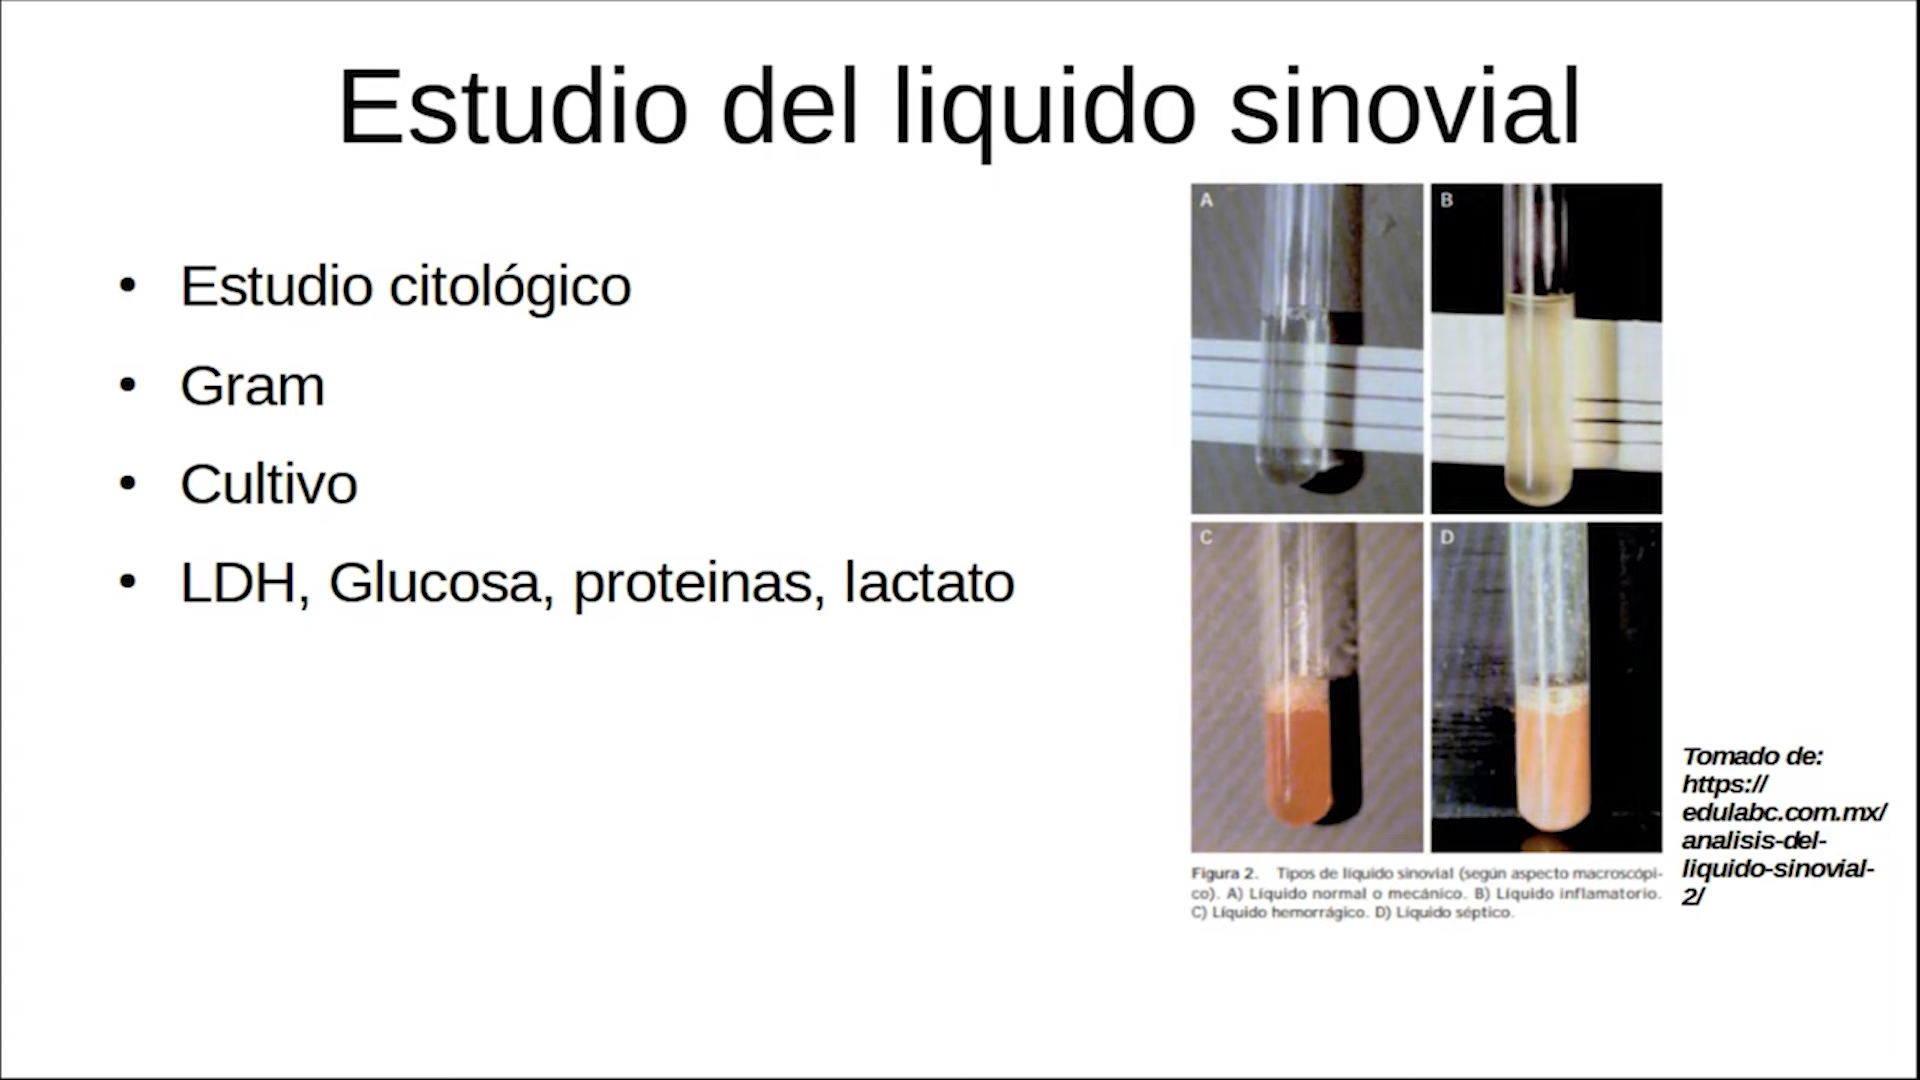 Estudio del liquido sinovial
• Estudio citológico
• Gram
• Cultivo
• LDH, Glucosa, proteinas, lactato
A
B
C
D
Figura 2. Tipos de líquido sinovial (según aspecto macroscópi-
co). A) Líquido normal o mecánico. B) Líquido inflamatorio.
C) Líquido hemorrágico. D) Líquido séptico.
Tomado de:
https://
edulabc.com.mx/
analisis-del-
liquido-sinovial-
2/